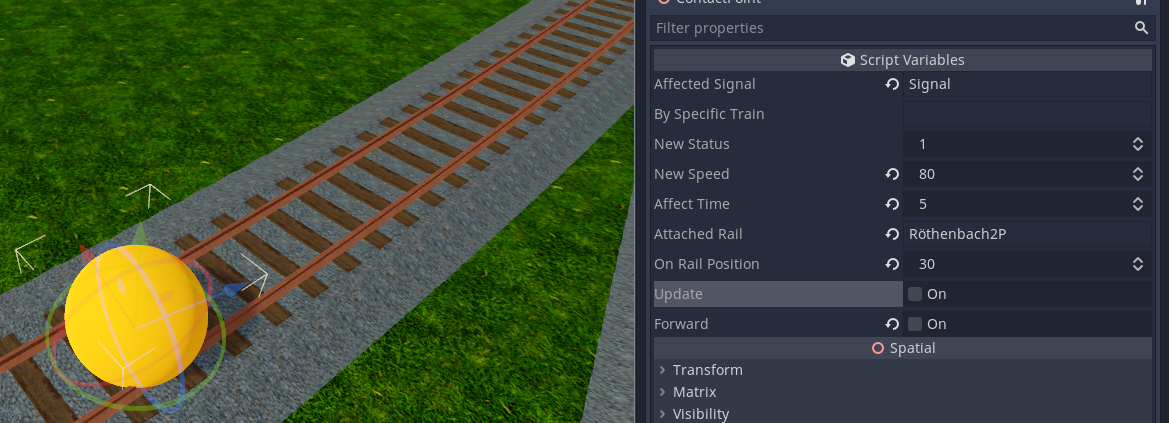 ContactPoint
Filter properties
Script Variables
Affected Signal Signal
By Specific Train
New Status 1
New Speed 80
Affect Time 5
Attached Rail Röthenbach2P
On Rail Position 30
Update On
Forward On
Spatial
Transform
Matrix
Visibility